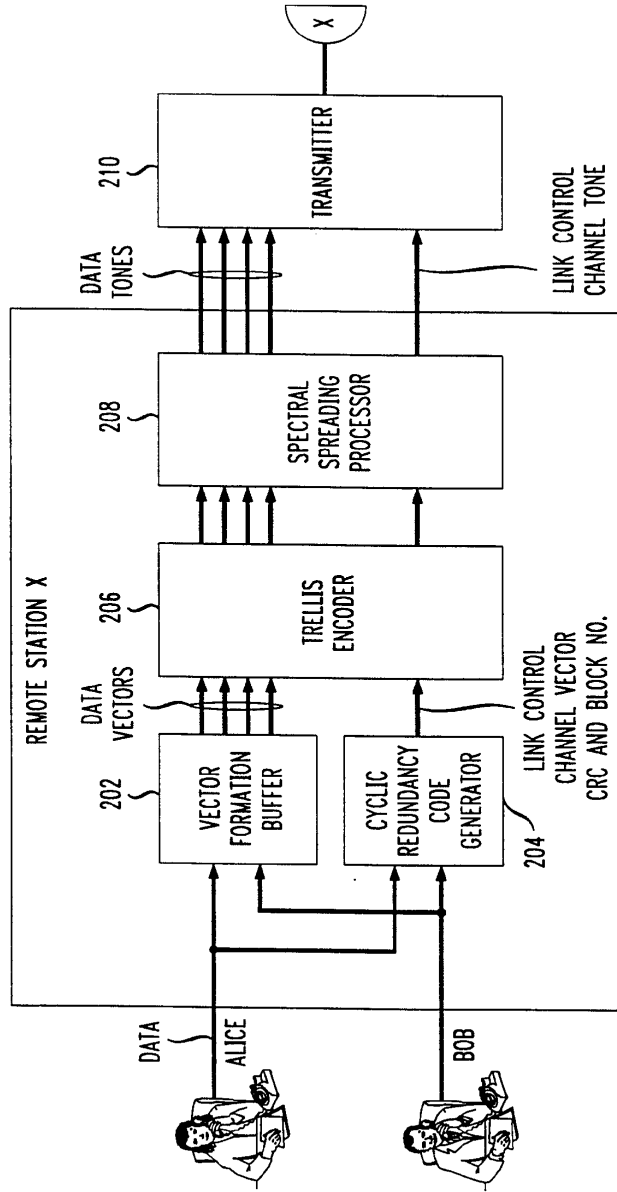 REMOTE STATION X
DATA
ALICE
BOB
202
VECTOR
FORMATION
BUFFER
CYCLIC
REDUNDANCY
CODE
GENERATOR
204
DATA
VECTORS
LINK CONTROL
CHANNEL VECTOR
CRC AND BLOCK NO.
206
TRELLIS
ENCODER
208
SPECTRAL
SPREADING
PROCESSOR
DATA
TONES
LINK CONTROL
CHANNEL TONE
210
TRANSMITTER
X